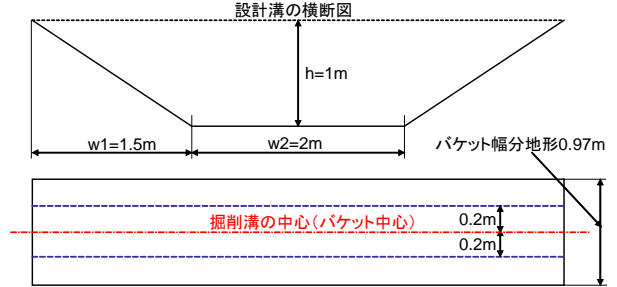 設計溝の横断図
h=1m
w1=1.5m
w2=2m
バケット幅分地形0.97m
掘削溝の中心(バケット中心)
0.2m
0.2m